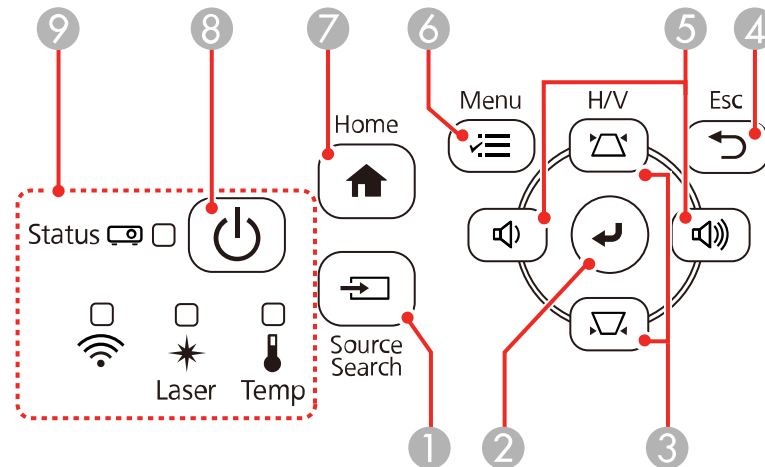 9 8 7 6 5 4
Menu H/V Esc
Home
Status
Source
Search
Laser Temp
1 2 3